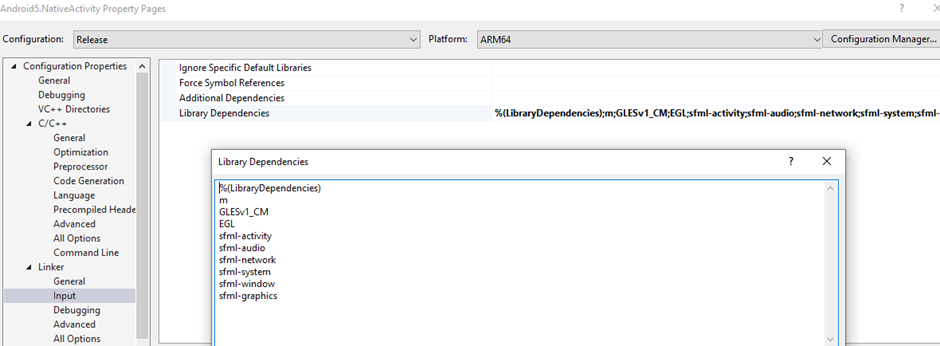 Android5.NativeActivity Property Pages
? ×
Configuration: Release Platform: ARM64 Configuration Manager...
Configuration Properties
General
Debugging
VC++ Directories
C/C++
General
Optimization
Preprocessor
Code Generation
Language
Precompiled Heade
Advanced
All Options
Command Line
Linker
General
Input
Debugging
Advanced
All Options
Ignore Specific Default Libraries
Force Symbol References
Additional Dependencies
Library Dependencies %(LibraryDependencies);m;GLESv1_CM;EGL;sfml-activity;sfml-audio;sfml-network;sfml-system;sfml-
Library Dependencies ? ×
%(LibraryDependencies)
m
GLESv1_CM
EGL
sfml-activity
sfml-audio
sfml-network
sfml-system
sfml-window
sfml-graphics